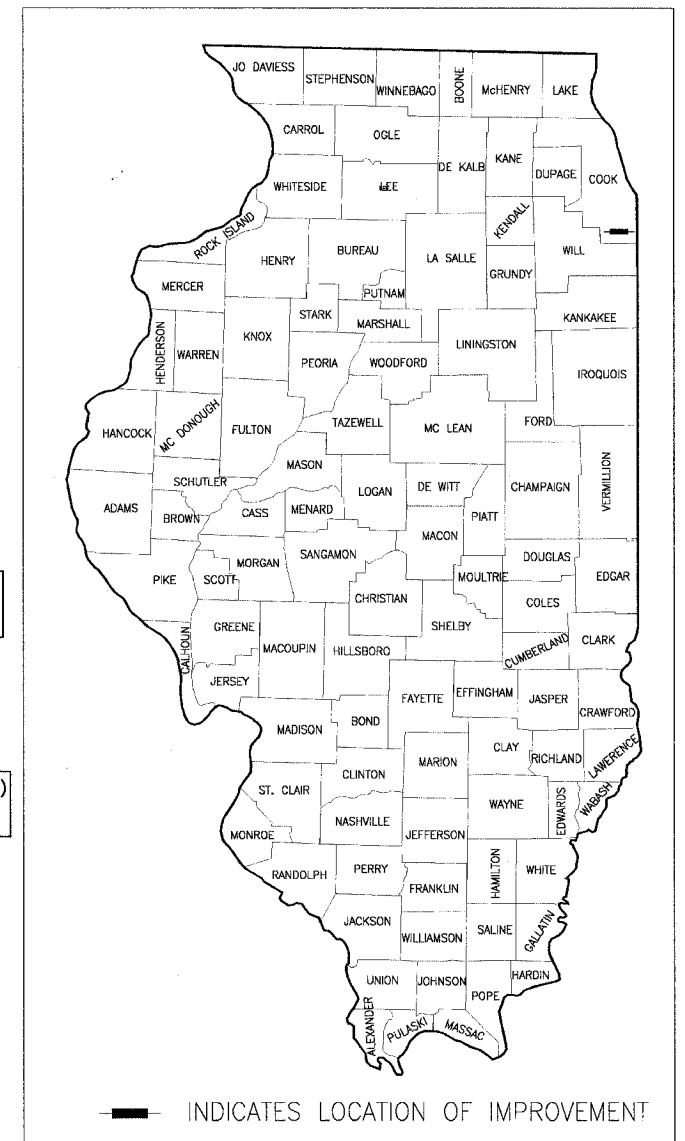 JO DAVIESS
STEPHENSON
WINNEBAGO
BOONE
McHENRY
LAKE
CARROL
OGLE
DE KALB
KANE
DUPAGE
COOK
WHITESIDE
LEE
KENDALL
WILL
ROCK ISLAND
HENRY
BUREAU
LA SALLE
GRUNDY
MERCER
PUTNAM
STARK
MARSHALL
KANKAKEE
HENDERSON
WARREN
KNOX
PEORIA
WOODFORD
LININGSTON
IROQUOIS
HANCOCK
MC DONOUGH
FULTON
TAZEWELL
MC LEAN
FORD
MASON
SCHUTLER
LOGAN
DE WITT
CHAMPAIGN
VERMILLION
ADAMS
BROWN
CASS
MENARD
PIATT
MACON
SANGAMON
DOUGLAS
PIKE
SCOTT
MORGAN
MOULTRIE
EDGAR
CHRISTIAN
COLES
GREENE
SHELBY
CALHOUN
MACOUPIN
HILLSBORO
CUMBERLAND
CLARK
JERSEY
FAYETTE
EFFINGHAM
JASPER
CRAWFORD
MADISON
BOND
CLAY
RICHLAND
LAWERENCE
MARION
CLINTON
ST. CLAIR
WAYNE
EDWARDS
WABASH
NASHVILLE
MONROE
JEFFERSON
RANDOLPH
PERRY
HAMILTON
WHITE
FRANKLIN
JACKSON
WILLIAMSON
SALINE
GALLATIN
UNION
JOHNSON
HARDIN
POPE
ALEXANDER
PULASKI
MASSAC
)
INDICATES LOCATION OF IMPROVEMENT